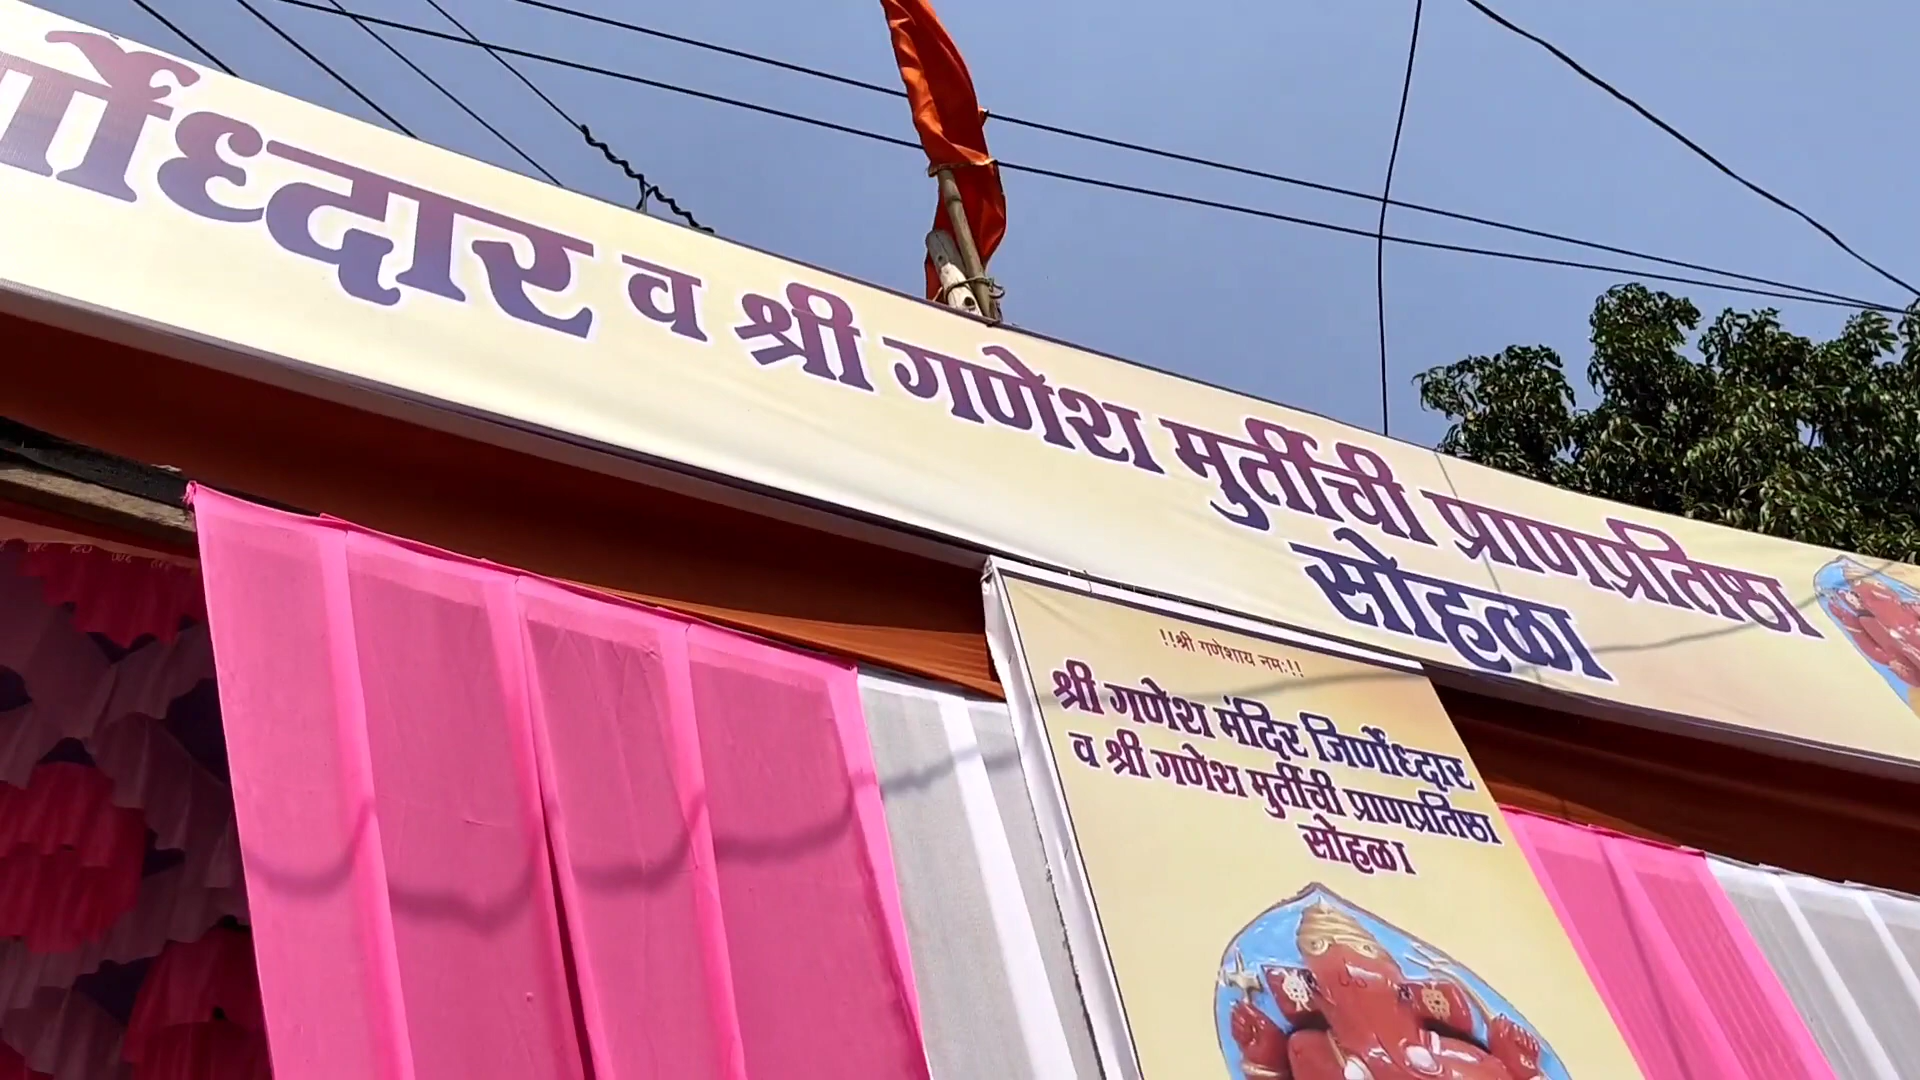 र्णोध्दार व श्री गणेश मुर्तीची प्राणप्रतिष्ठा
सोहळा
!!श्री गणेशाय नमः!!
श्री गणेश मंदिर जिर्णोध्दार
व श्री गणेश मुर्तीची प्राणप्रतिष्ठा
सोहळा